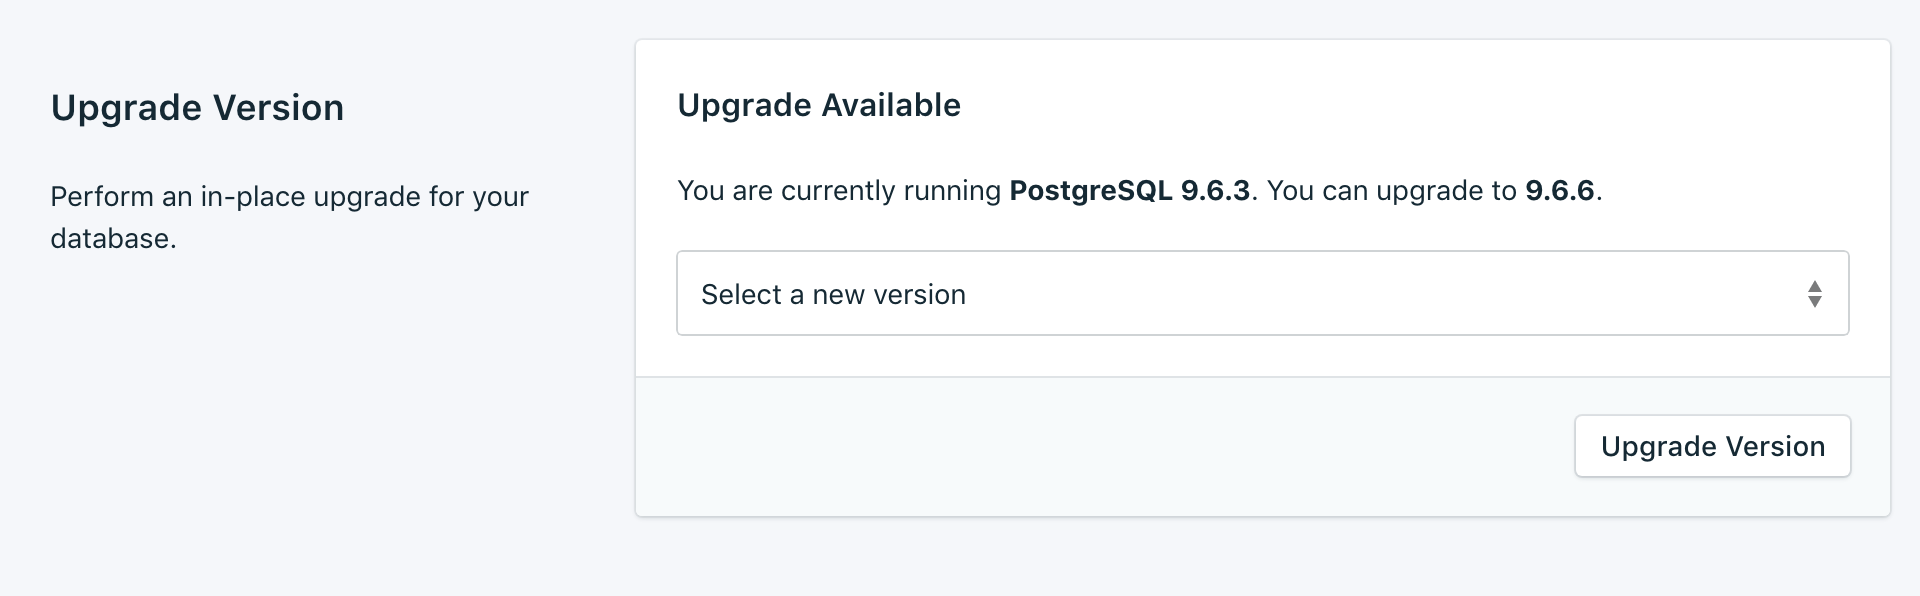 Upgrade Version
Perform an in-place upgrade for your
database.
Upgrade Available
You are currently running PostgreSQL 9.6.3. You can upgrade to 9.6.6.
Select a new version
Upgrade Version